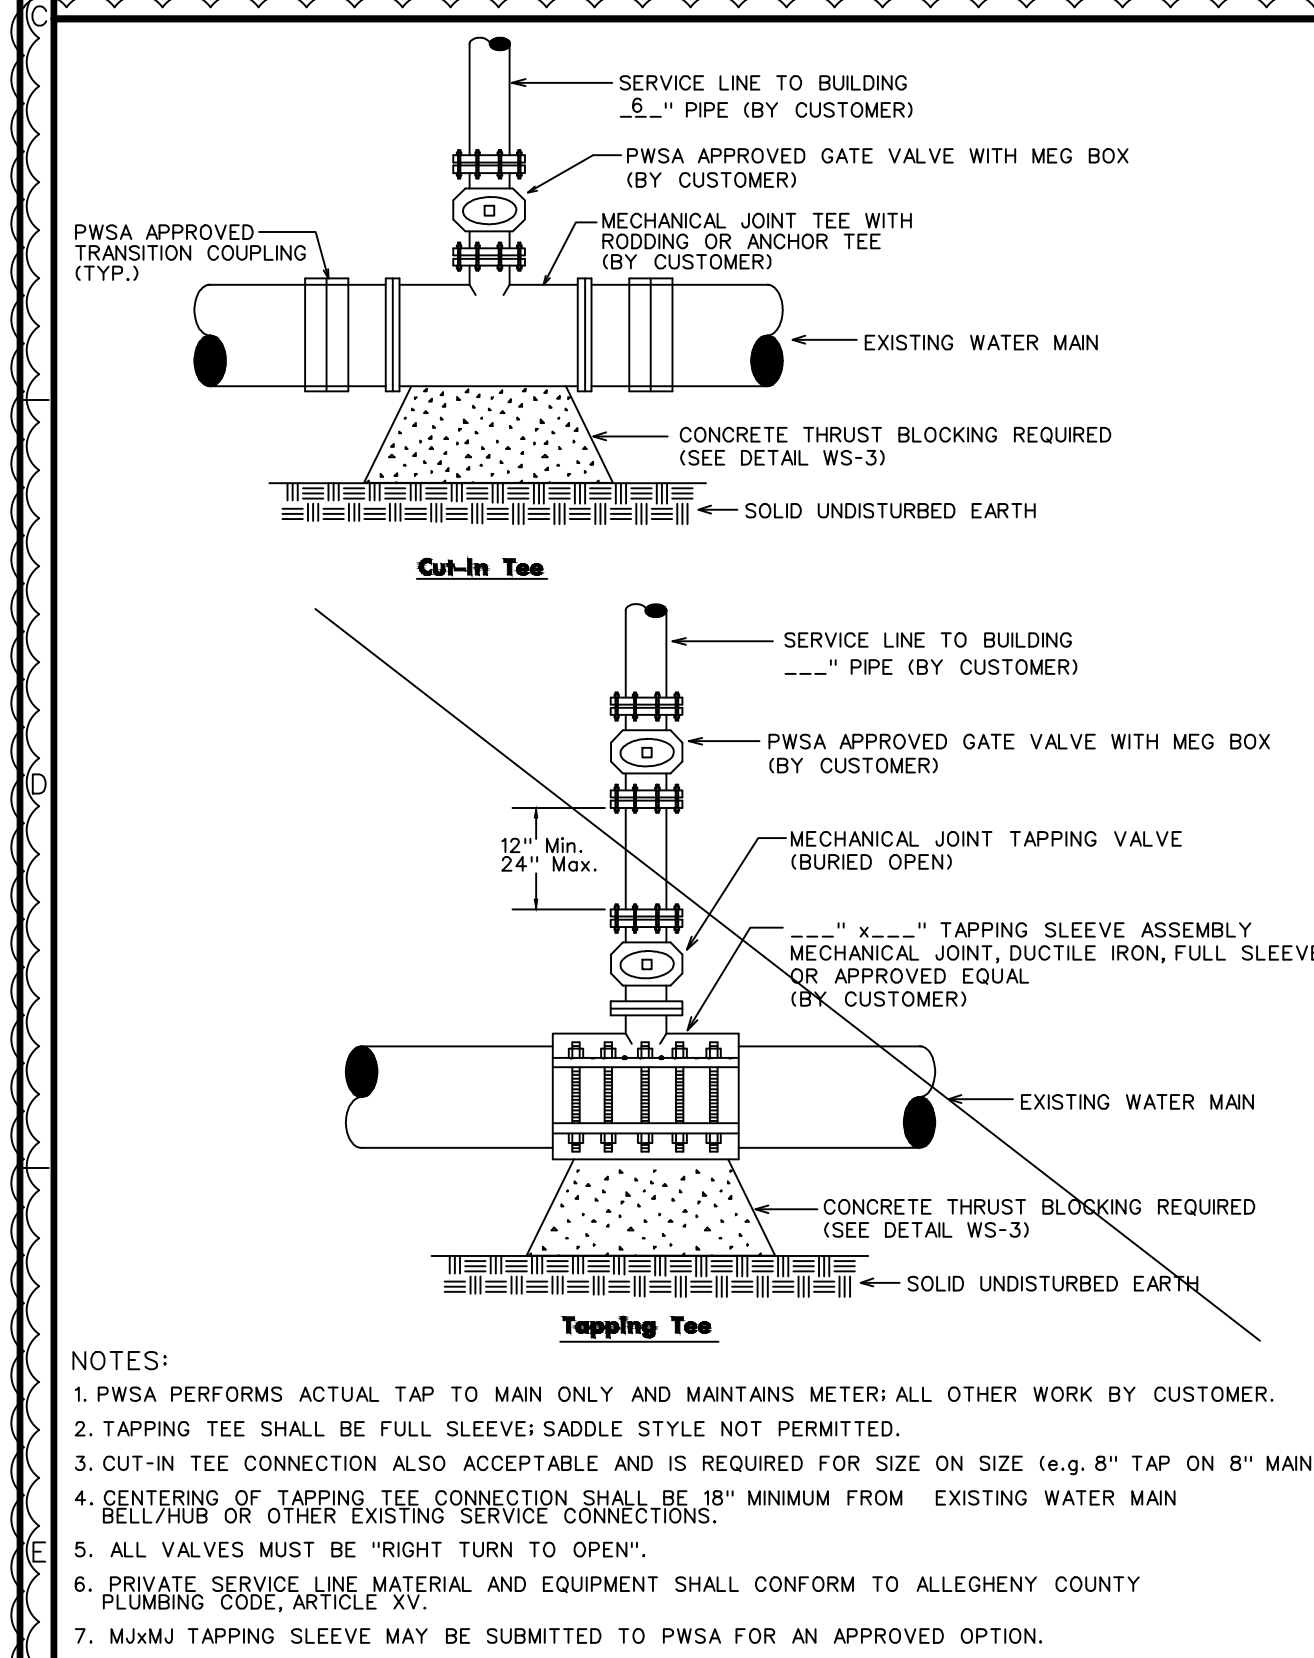 C
SERVICE LINE TO BUILDING
_6_" PIPE (BY CUSTOMER)
PWSA APPROVED GATE VALVE WITH MEG BOX
(BY CUSTOMER)
MECHANICAL JOINT TEE WITH
RODDING OR ANCHOR TEE
(BY CUSTOMER)
PWSA APPROVED
TRANSITION COUPLING
(TYP.)
EXISTING WATER MAIN
CONCRETE THRUST BLOCKING REQUIRED
(SEE DETAIL WS-3)
SOLID UNDISTURBED EARTH
Cut-In Tee
SERVICE LINE TO BUILDING
___" PIPE (BY CUSTOMER)
PWSA APPROVED GATE VALVE WITH MEG BOX
(BY CUSTOMER)
D
12" Min.
24" Max.
MECHANICAL JOINT TAPPING VALVE
(BURIED OPEN)
___" x___" TAPPING SLEEVE ASSEMBLY
MECHANICAL JOINT, DUCTILE IRON, FULL SLEEVE
OR APPROVED EQUAL
(BY CUSTOMER)
EXISTING WATER MAIN
CONCRETE THRUST BLOCKING REQUIRED
(SEE DETAIL WS-3)
SOLID UNDISTURBED EARTH
Tapping Tee
NOTES:
1. PWSA PERFORMS ACTUAL TAP TO MAIN ONLY AND MAINTAINS METER; ALL OTHER WORK BY CUSTOMER.
2. TAPPING TEE SHALL BE FULL SLEEVE; SADDLE STYLE NOT PERMITTED.
3. CUT-IN TEE CONNECTION ALSO ACCEPTABLE AND IS REQUIRED FOR SIZE ON SIZE (e.g. 8" TAP ON 8" MAIN
4. CENTERING OF TAPPING TEE CONNECTION SHALL BE 18" MINIMUM FROM EXISTING WATER MAIN
BELL/HUB OR OTHER EXISTING SERVICE CONNECTIONS.
E
5. ALL VALVES MUST BE "RIGHT TURN TO OPEN".
6. PRIVATE SERVICE LINE MATERIAL AND EQUIPMENT SHALL CONFORM TO ALLEGHENY COUNTY
PLUMBING CODE, ARTICLE XV.
7. MJxMJ TAPPING SLEEVE MAY BE SUBMITTED TO PWSA FOR AN APPROVED OPTION.